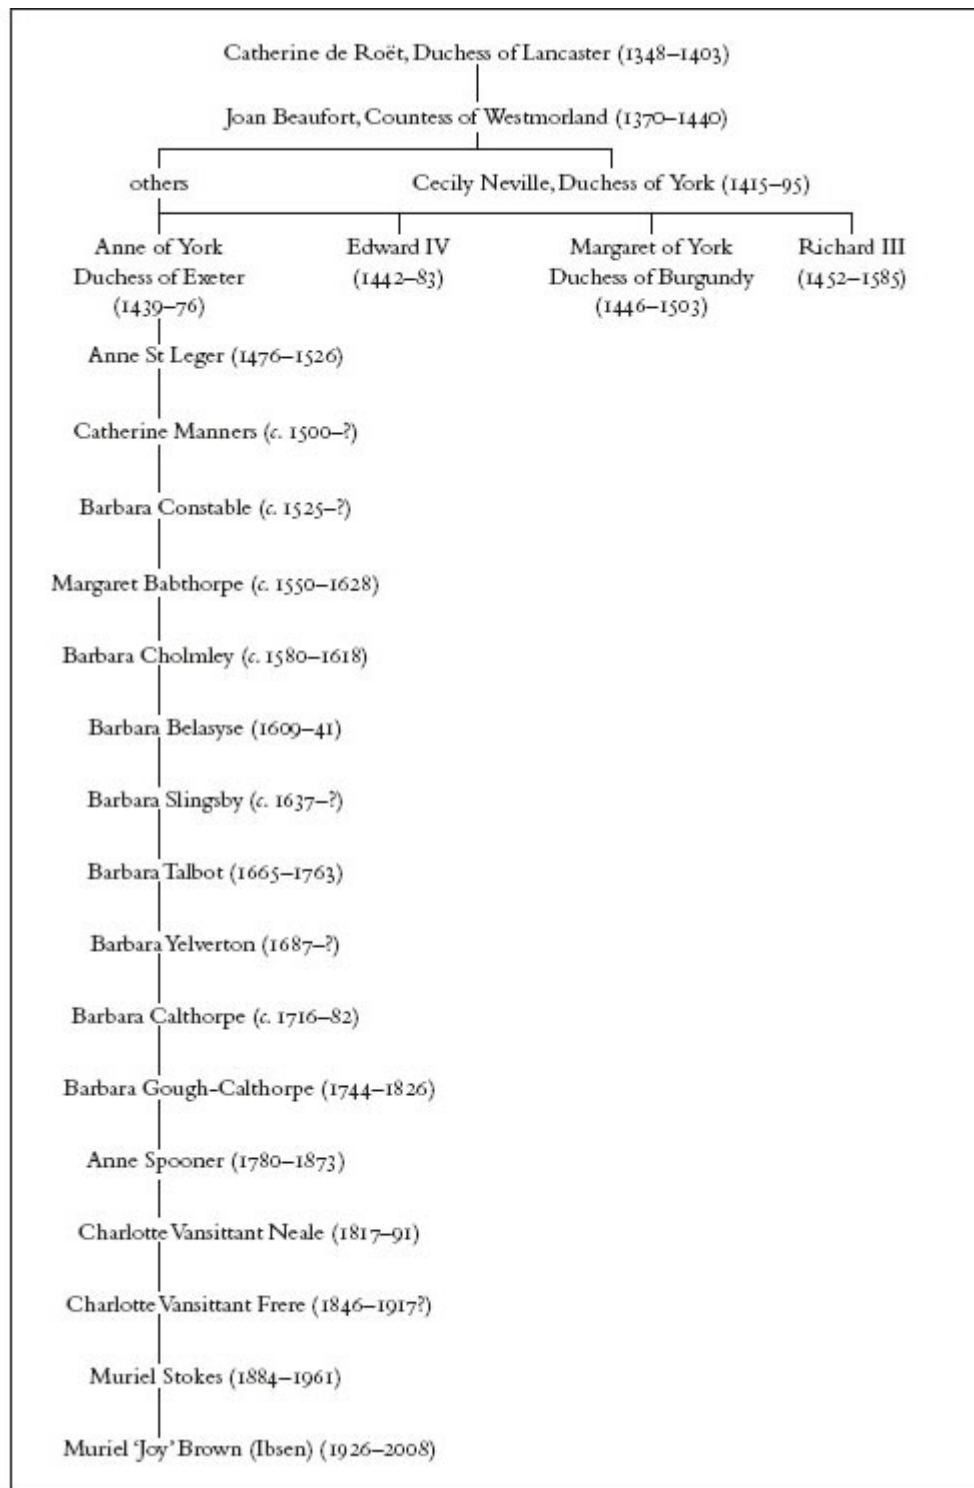 Catherine de Roët, Duchess of Lancaster (1348–1403)
Joan Beaufort, Countess of Westmorland (1370–1440)
others
Cecily Neville, Duchess of York (1415–95)
Anne of York
Duchess of Exeter
(1439–76)
Edward IV
(1442–83)
Margaret of York
Duchess of Burgundy
(1446–1503)
Richard III
(1452–1585)
Anne St Leger (1476–1526)
Catherine Manners (c. 1500–?)
Barbara Constable (c. 1525–?)
Margaret Babthorpe (c. 1550–1628)
Barbara Cholmley (c. 1580–1618)
Barbara Belasyse (1609–41)
Barbara Slingsby (c. 1637–?)
Barbara Talbot (1665–1763)
Barbara Yelverton (1687–?)
Barbara Calthorpe (c. 1716–82)
Barbara Gough-Calthorpe (1744–1826)
Anne Spooner (1780–1873)
Charlotte Vansittant Neale (1817–91)
Charlotte Vansittant Frere (1846–1917?)
Muriel Stokes (1884–1961)
Muriel ‘Joy’ Brown (Ibsen) (1926–2008)